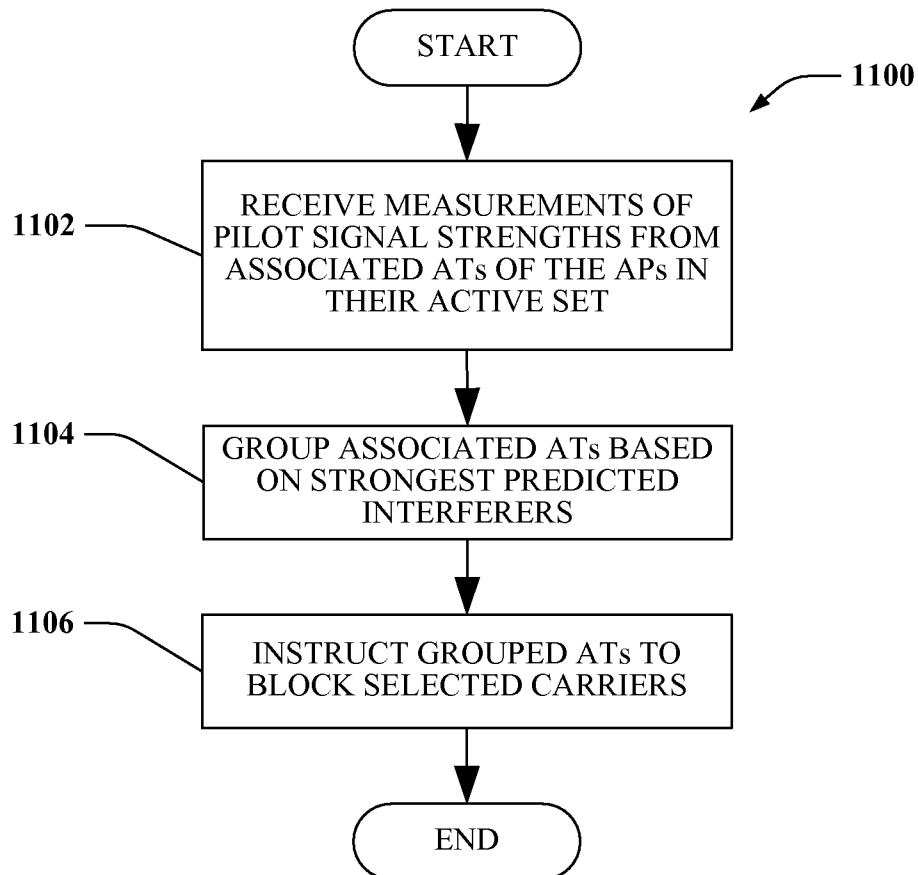 START
1100
1102
RECEIVE MEASUREMENTS OF
PILOT SIGNAL STRENGTHS FROM
ASSOCIATED ATs OF THE APs IN
THEIR ACTIVE SET
1104
GROUP ASSOCIATED ATs BASED
ON STRONGEST PREDICTED
INTERFERERS
1106
INSTRUCT GROUPED ATs TO
BLOCK SELECTED CARRIERS
END